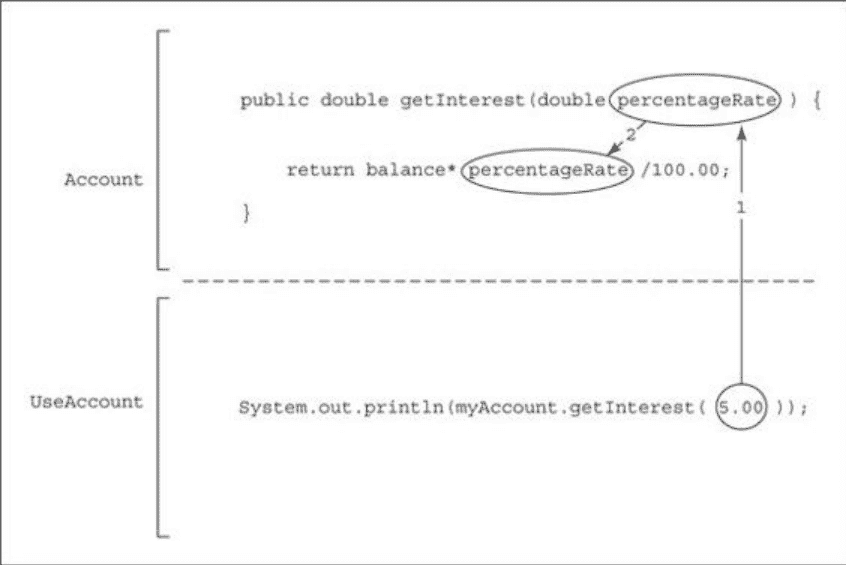 public double getInterest(double percentageRate ) {
2
return balance* percentageRate /100.00;
Account
1
}
UseAccount
System.out.println(myAccount.getInterest( 5.00 ));